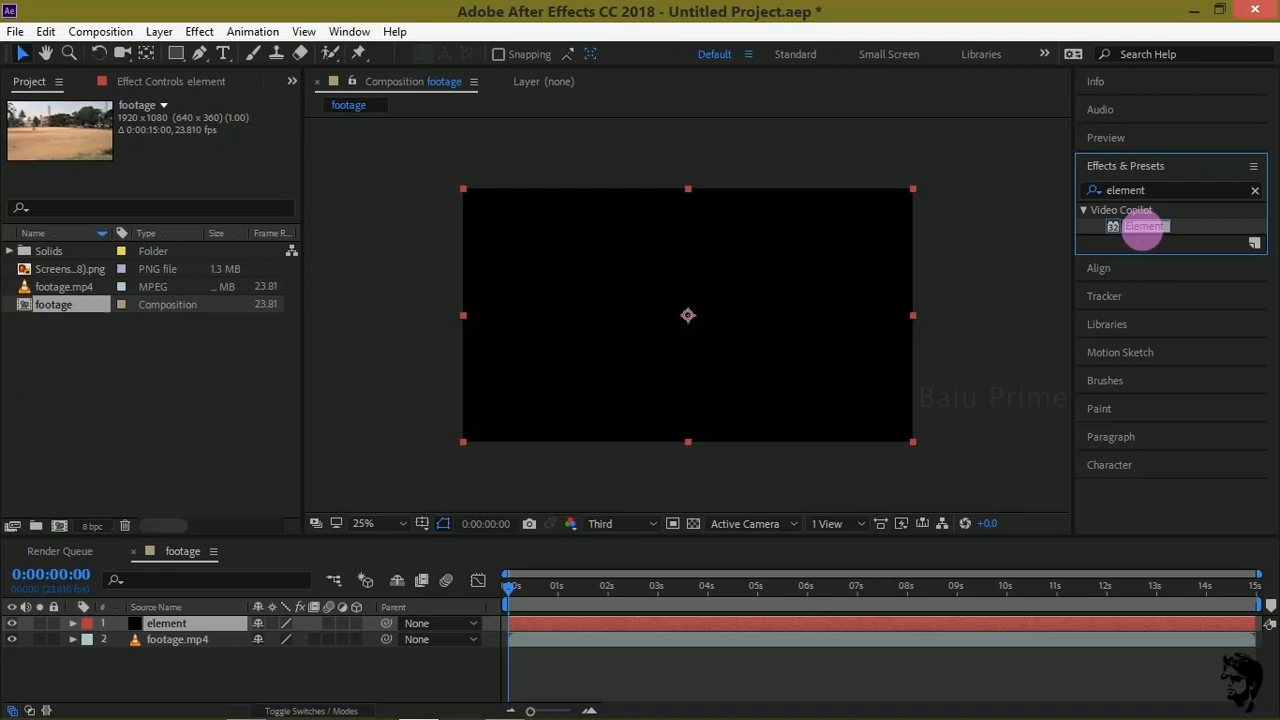 Ae
Adobe After Effects CC 2018 - Untitled Project.aep *
File Edit Composition Layer Effect Animation View Window Help
Snapping
Default Standard Small Screen Libraries
Search Help
Project
Effect Controls element
Composition footage
Layer (none)
Info
footage
1920 x1080 (640 x 360) (1.00)
Δ 0:00:15:00, 23.810 fps
footage
Audio
Preview
Effects & Presets
element
Video Copilot
32 Element
Align
Tracker
Libraries
Motion Sketch
Brushes
Paint
Paragraph
Character
Name Type Size Frame R...
Solids Folder
Screens...8).png PNG file 1.3 MB
footage.mp4 MPEG ... MB 23.81
footage Composition 23.81
Balu Prime
8 bpc
25% 0:00:00:00 Third Active Camera 1 View +0.0
Render Queue footage
0:00:00:00
00000 (23.810 fps)
00s 01s 02s 03s 04s 05s 06s 07s 08s 09s 10s 11s 12s 13s 14s 15s
# Source Name fx Parent
1 element None
2 footage.mp4 None
Toggle Switches / Modes